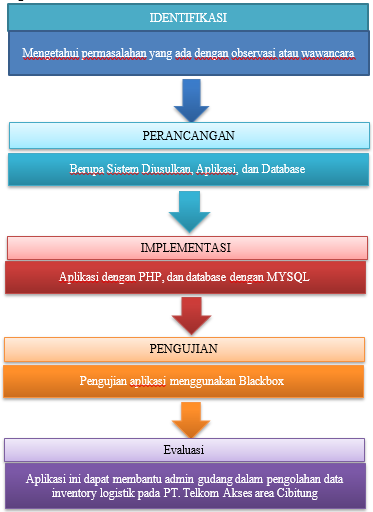 IDENTIFIKASI
Mengetahui permasalahan yang ada dengan observasi atau wawancara
PERANCANGAN
Berupa Sistem Diusulkan, Aplikasi, dan Database
IMPLEMENTASI
Aplikasi dengan PHP, dan database dengan MYSQL
PENGUJIAN
Pengujian aplikasi menggunakan Blackbox
Evaluasi
Aplikasi ini dapat membantu admin gudang dalam pengolahan data
inventory logistik pada PT. Telkom Akses area Cibitung